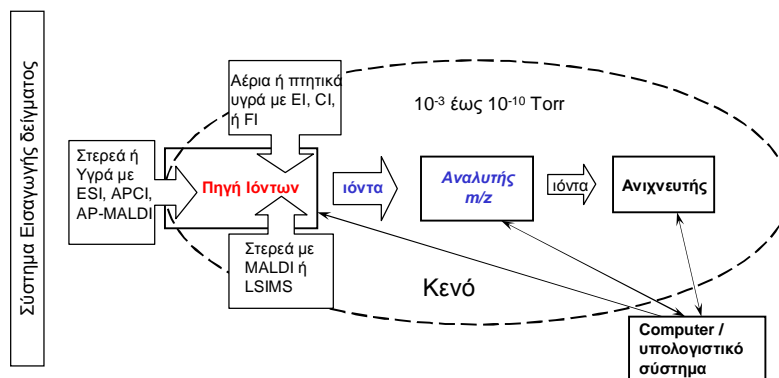 Σύστημα Εισαγωγής δείγματος
Αέρια ή πτητικά
υγρά με EI, CI,
ή FI
10⁻³ έως 10⁻¹⁰ Torr
Στερεά ή
Υγρά με
ESI, APCI,
AP-MALDI
Πηγή Ιόντων
ιόντα
Αναλυτής
m/z
ιόντα
Ανιχνευτής
Στερεά με
MALDI ή
LSIMS
Κενό
Computer /
υπολογιστικό
σύστημα